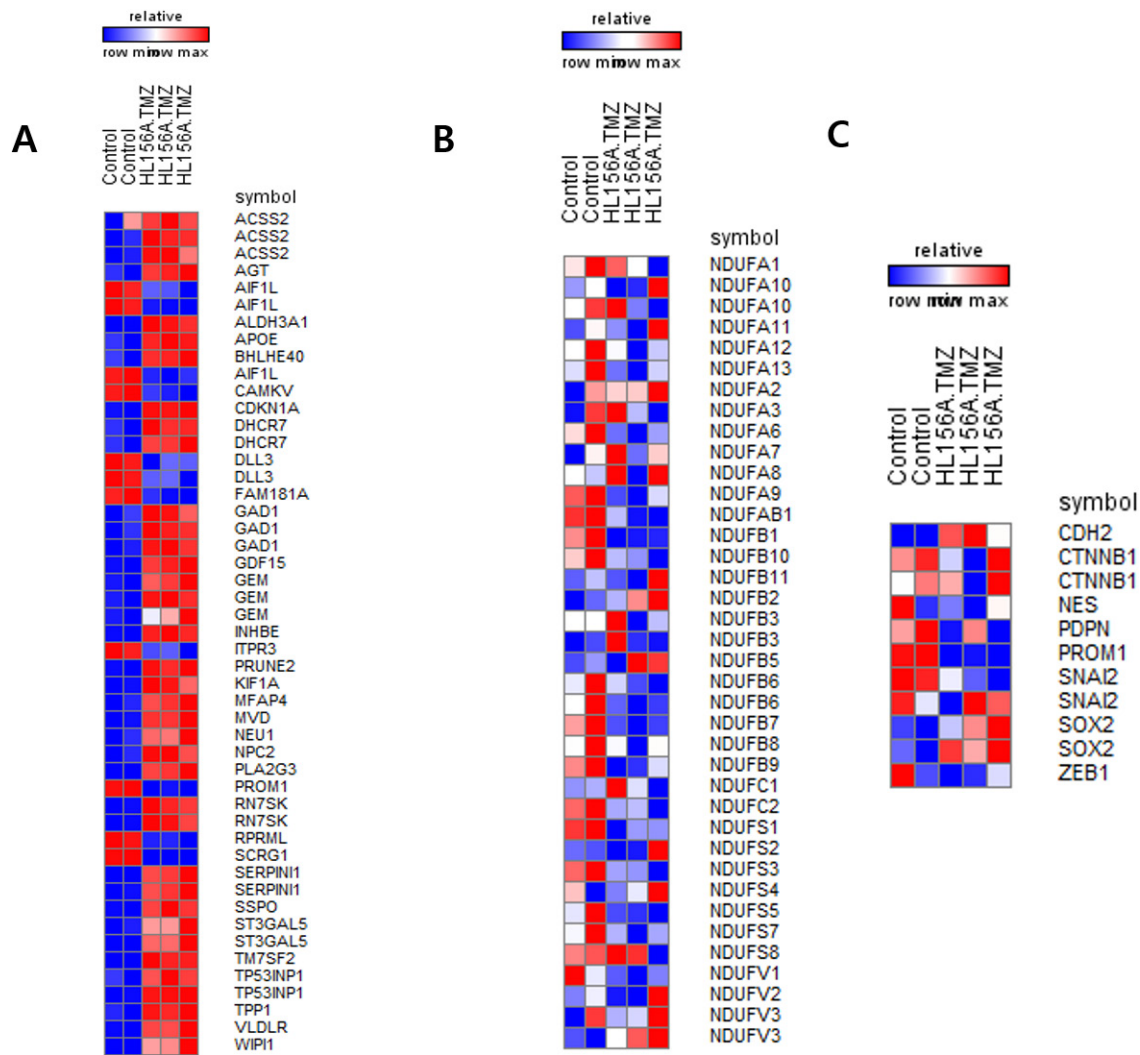 relative
row min row max
A
Control
Control
HL156A.TMZ
HL156A.TMZ
HL156A.TMZ
symbol
ACSS2
ACSS2
ACSS2
AGT
AIF1L
AIF1L
ALDH3A1
APOE
BHLHE40
AIF1L
CAMKV
CDKN1A
DHCR7
DHCR7
DLL3
DLL3
FAM181A
GAD1
GAD1
GAD1
GDF15
GEM
GEM
GEM
INHBE
ITPR3
PRUNE2
KIF1A
MFAP4
MVD
NEU1
NPC2
PLA2G3
PROM1
RN7SK
RN7SK
RPRML
SCRG1
SERPINI1
SERPINI1
SSPO
ST3GAL5
ST3GAL5
TM7SF2
TP53INP1
TP53INP1
TPP1
VLDLR
WIPI1
relative
row min row max
B
Control
Control
HL156A.TMZ
HL156A.TMZ
HL156A.TMZ
symbol
NDUFA1
NDUFA10
NDUFA10
NDUFA11
NDUFA12
NDUFA13
NDUFA2
NDUFA3
NDUFA6
NDUFA7
NDUFA8
NDUFA9
NDUFAB1
NDUFB1
NDUFB10
NDUFB11
NDUFB2
NDUFB3
NDUFB3
NDUFB5
NDUFB6
NDUFB6
NDUFB7
NDUFB8
NDUFB9
NDUFC1
NDUFC2
NDUFS1
NDUFS2
NDUFS3
NDUFS4
NDUFS5
NDUFS7
NDUFS8
NDUFV1
NDUFV2
NDUFV3
NDUFV3
C
relative
row min row max
Control
Control
HL156A.TMZ
HL156A.TMZ
HL156A.TMZ
symbol
CDH2
CTNNB1
CTNNB1
NES
PDPN
PROM1
SNAI2
SNAI2
SOX2
SOX2
ZEB1